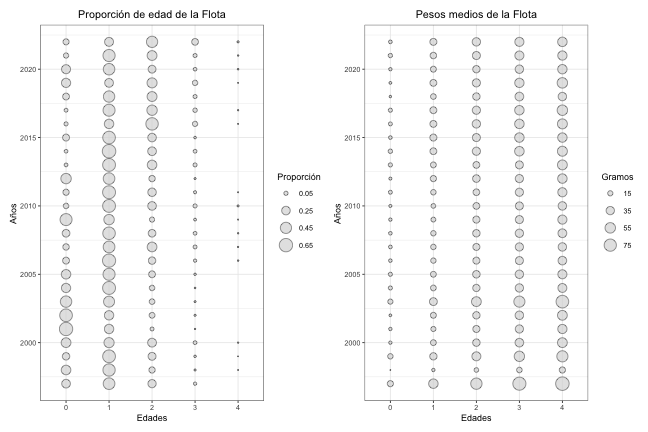 Proporción de edad de la Flota
2020
2015
2010
2005
2000
Años
0 1 2 3 4
Edades
Proporción
0.05
0.25
0.45
0.65
Pesos medios de la Flota
2020
2015
2010
2005
2000
Años
0 1 2 3 4
Edades
Gramos
15
35
55
75